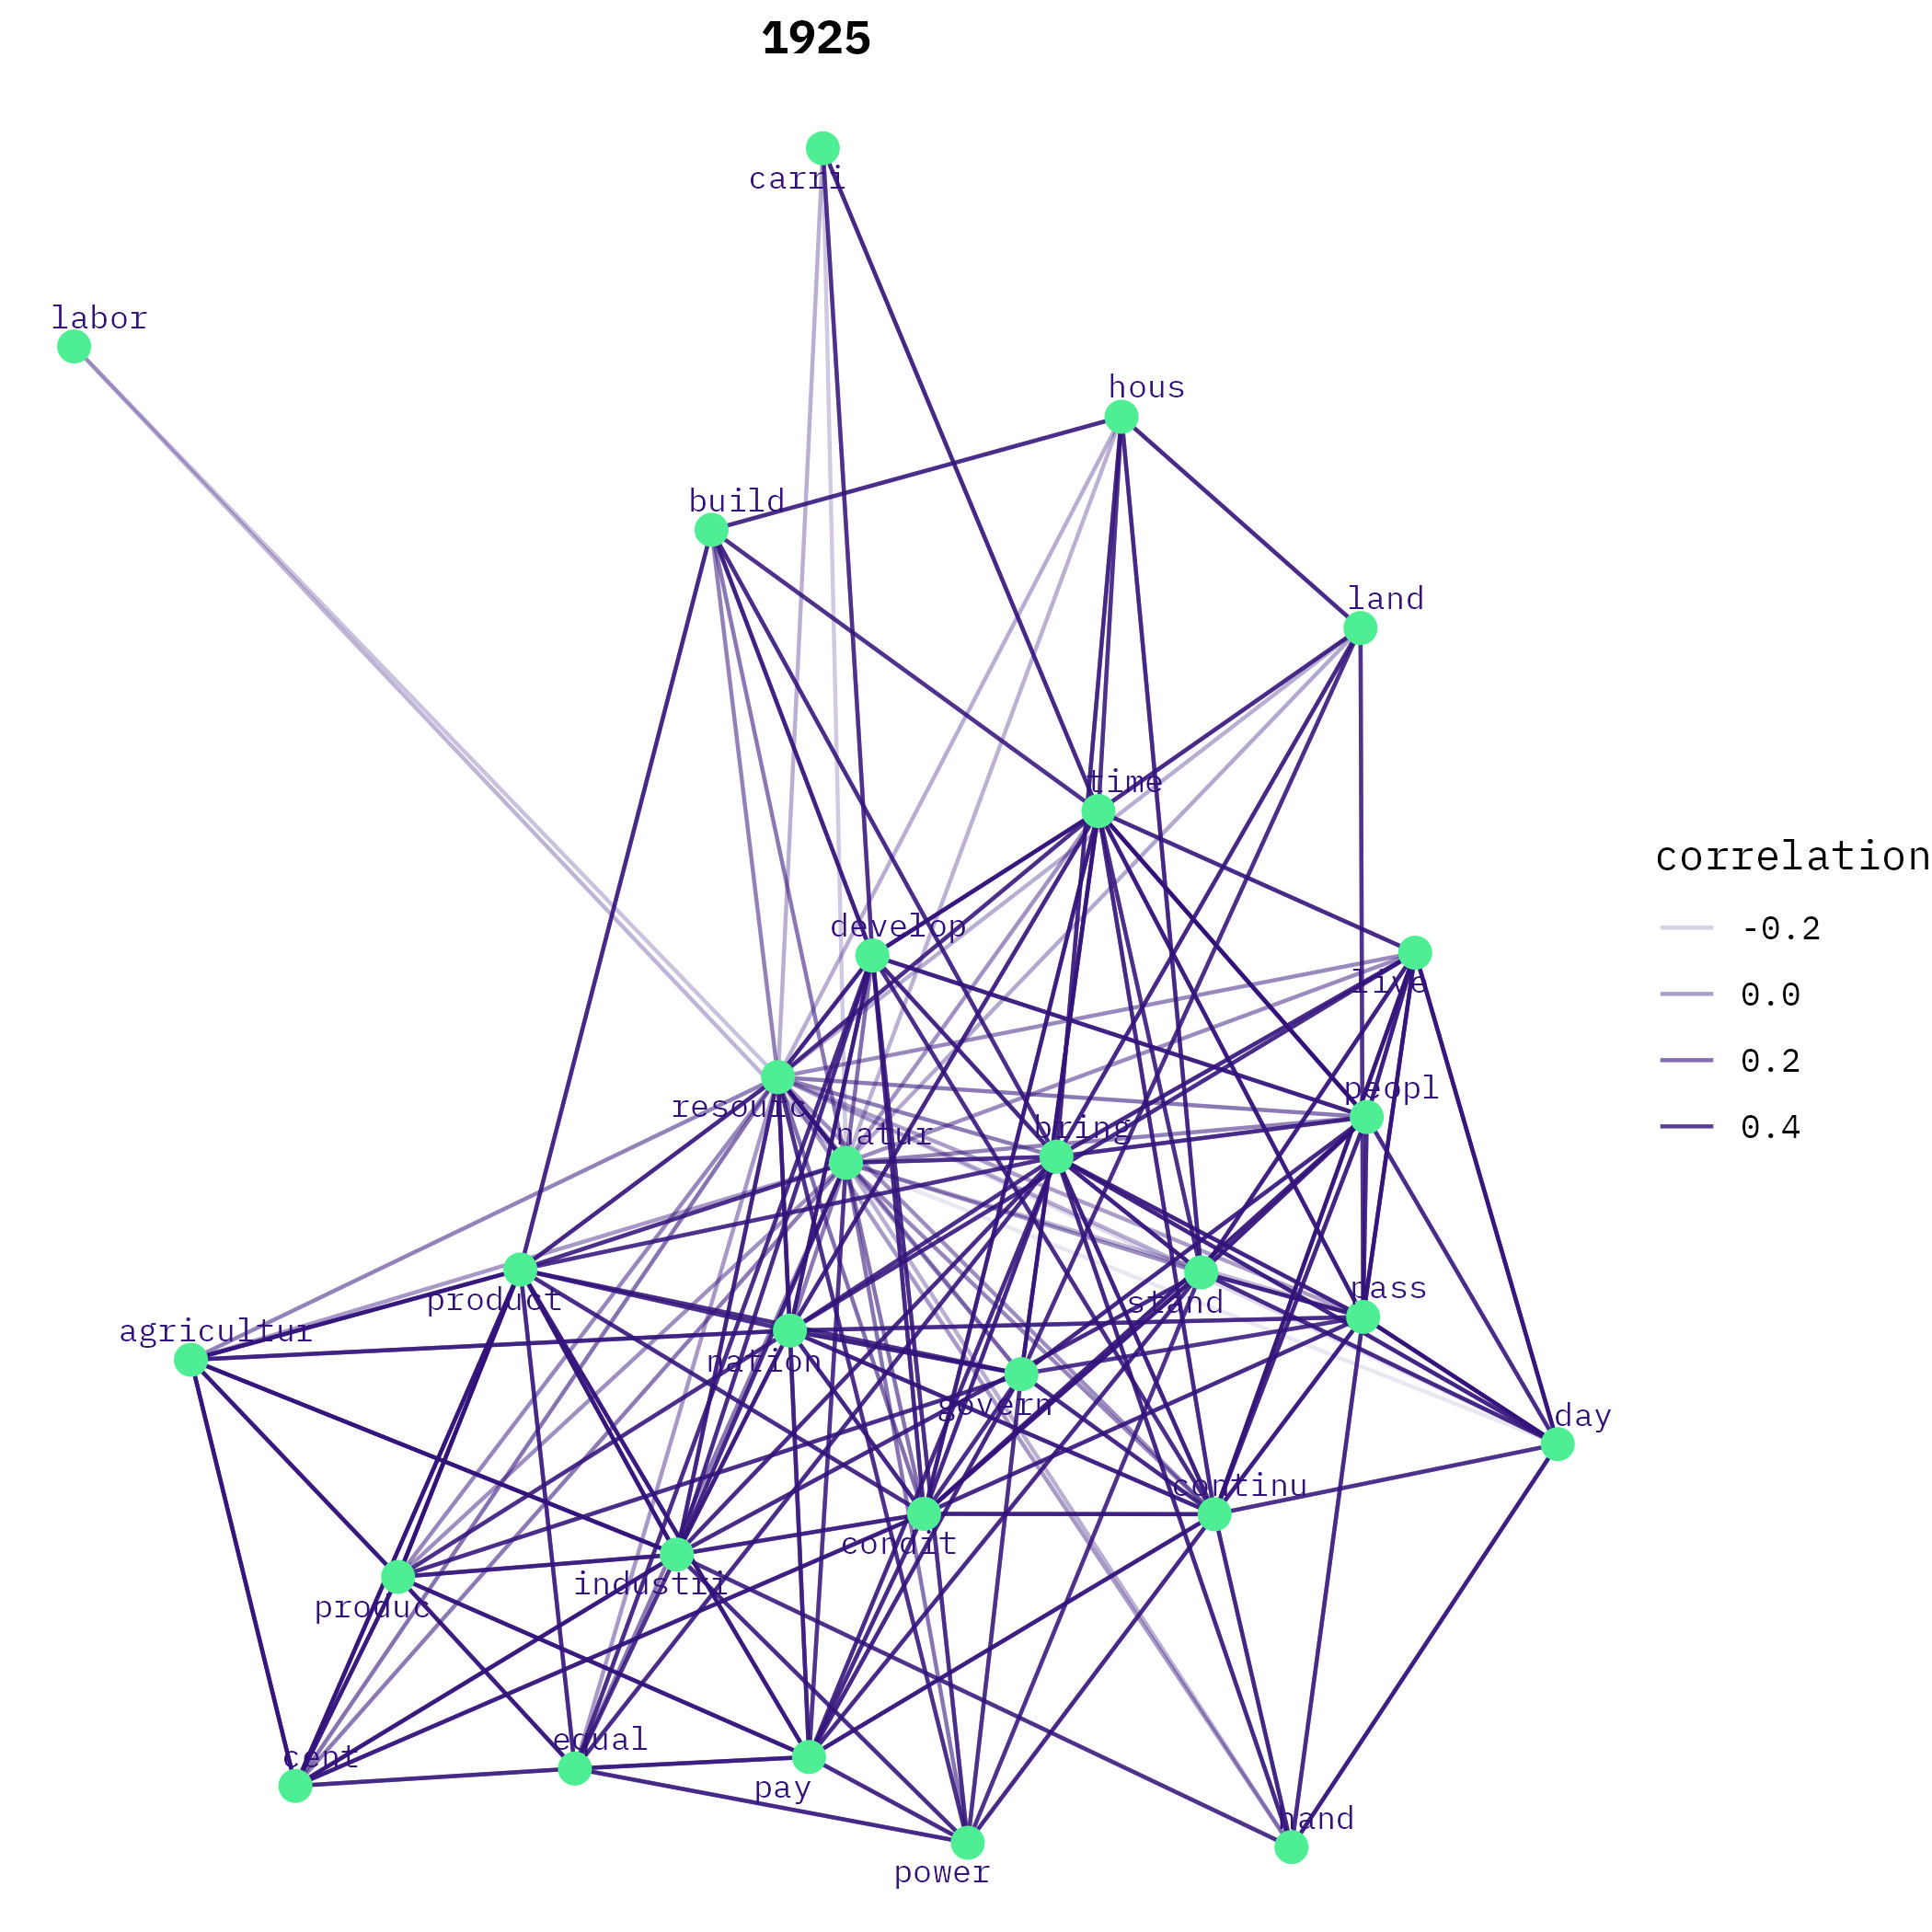 1925
carri
labor
hous
build
land
time
develop
live
peopl
resourc
bring
natur
pass
product
stand
agricultur
nation
govern
day
continu
condit
industri
produc
equal
cent
pay
hand
power
correlation
-0.2
0.0
0.2
0.4